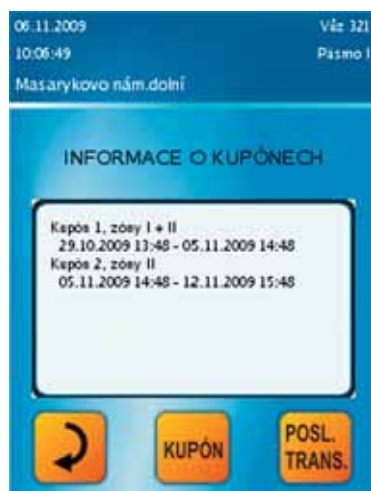 06.11.2009 Vůz 321
10:06:49 Pásmo I
Masarykovo nám.dolní
INFORMACE O KUPÓNECH
Kupón 1, zóny I + II
29.10.2009 13:48 - 05.11.2009 14:48
Kupón 2, zóny II
05.11.2009 14:48 - 12.11.2009 15:48
KUPÓN
POSL.
TRANS.